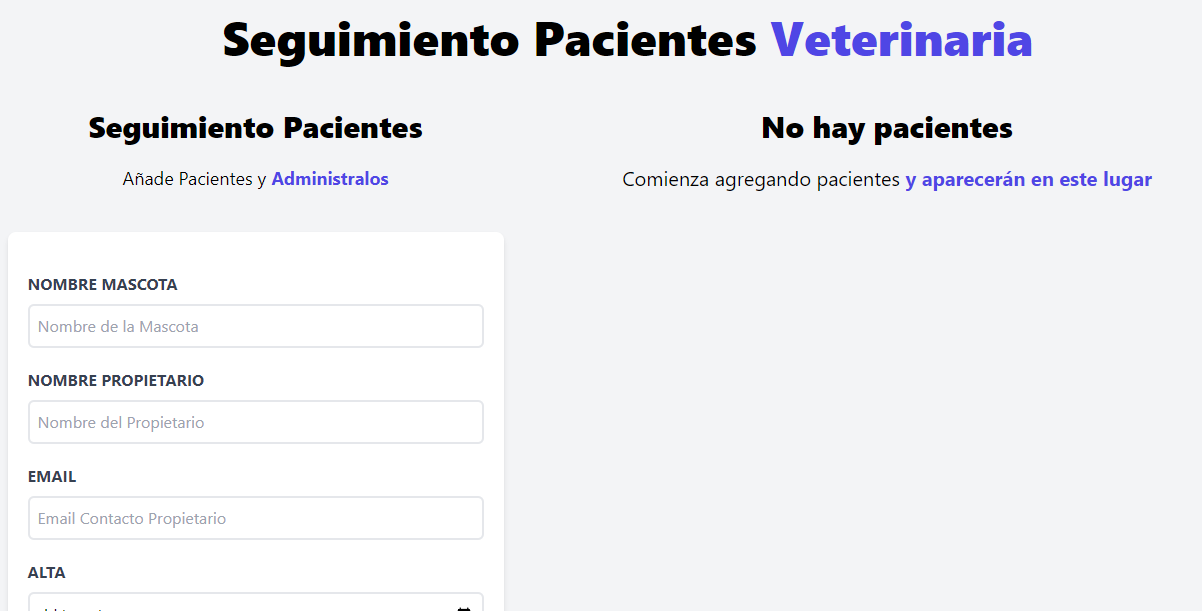 Seguimiento Pacientes Veterinaria
Seguimiento Pacientes
Añade Pacientes y Administralos
NOMBRE MASCOTA
Nombre de la Mascota
NOMBRE PROPIETARIO
Nombre del Propietario
EMAIL
Email Contacto Propietario
ALTA
No hay pacientes
Comienza agregando pacientes y aparecerán en este lugar